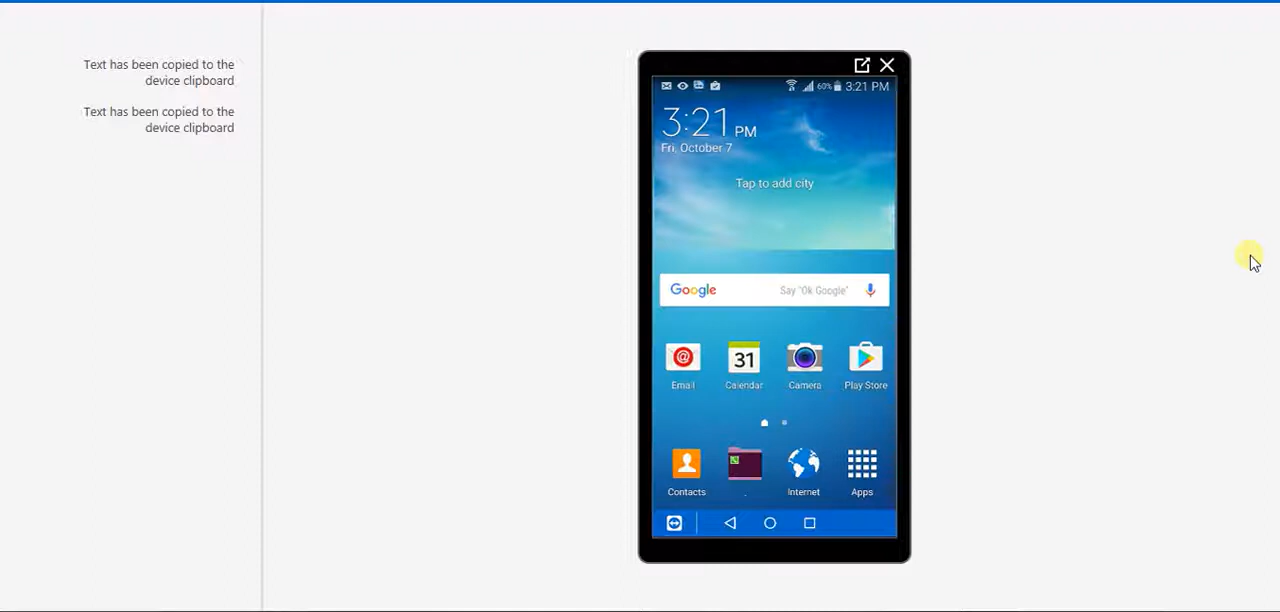 Text has been copied to the
device clipboard
Text has been copied to the
device clipboard
60% 3:21 PM
3:21 PM
Fri, October 7
Tap to add city
Google Say "Ok Google"
31
Email Calendar Camera Play Store
Contacts . Internet Apps